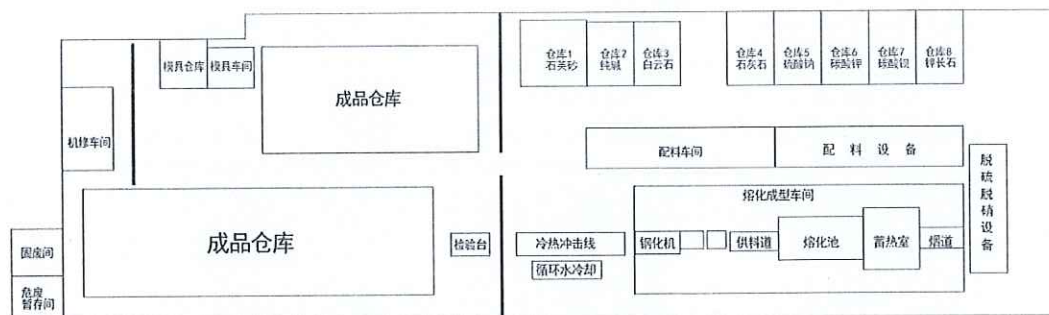 模具仓库
模具车间
成品仓库
机修车间
仓库1
石英砂
仓库2
纯碱
仓库3
白云石
仓库4
石灰石
仓库5
硫酸钠
仓库6
碳酸钾
仓库7
碳酸钡
仓库8
锂长石
配料车间
配料设备
脱硫脱硝设备
熔化成型车间
成品仓库
检验台
冷热冲击线
循环水冷却
钢化机
供料道
熔化池
蓄热室
烟道
固废间
危废
暂存间